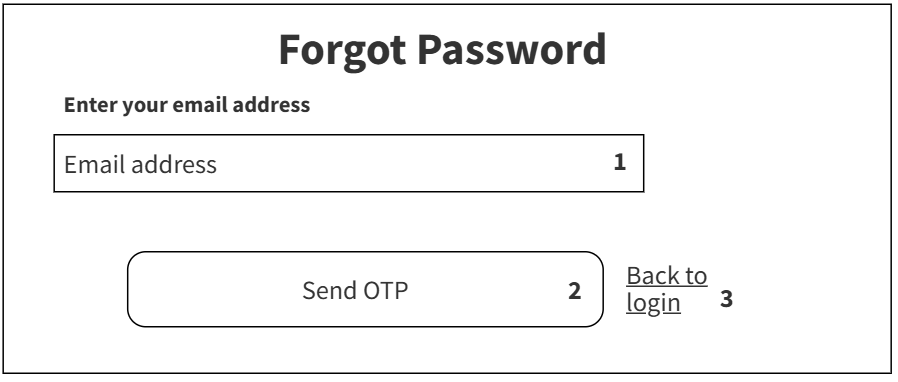 Forgot Password
Enter your email address
Email address 1
Send OTP 2
Back to
login 3